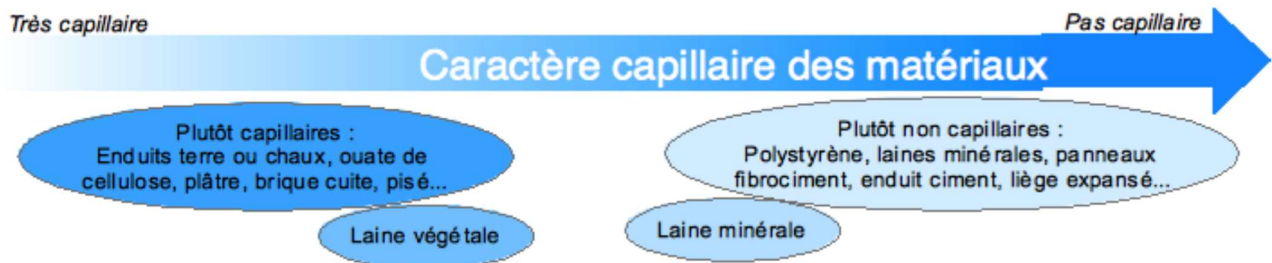 Très capillaire
Pas capillaire
Caractère capillaire des matériaux
Plutôt capillaires :
Enduits terre ou chaux, ouate de
cellulose, plâtre, brique cuite, pisé...
Plutôt non capillaires :
Polystyrène, laines minérales, panneaux
fibrociment, enduit ciment, liège expansé...
Laine végétale
Laine minérale